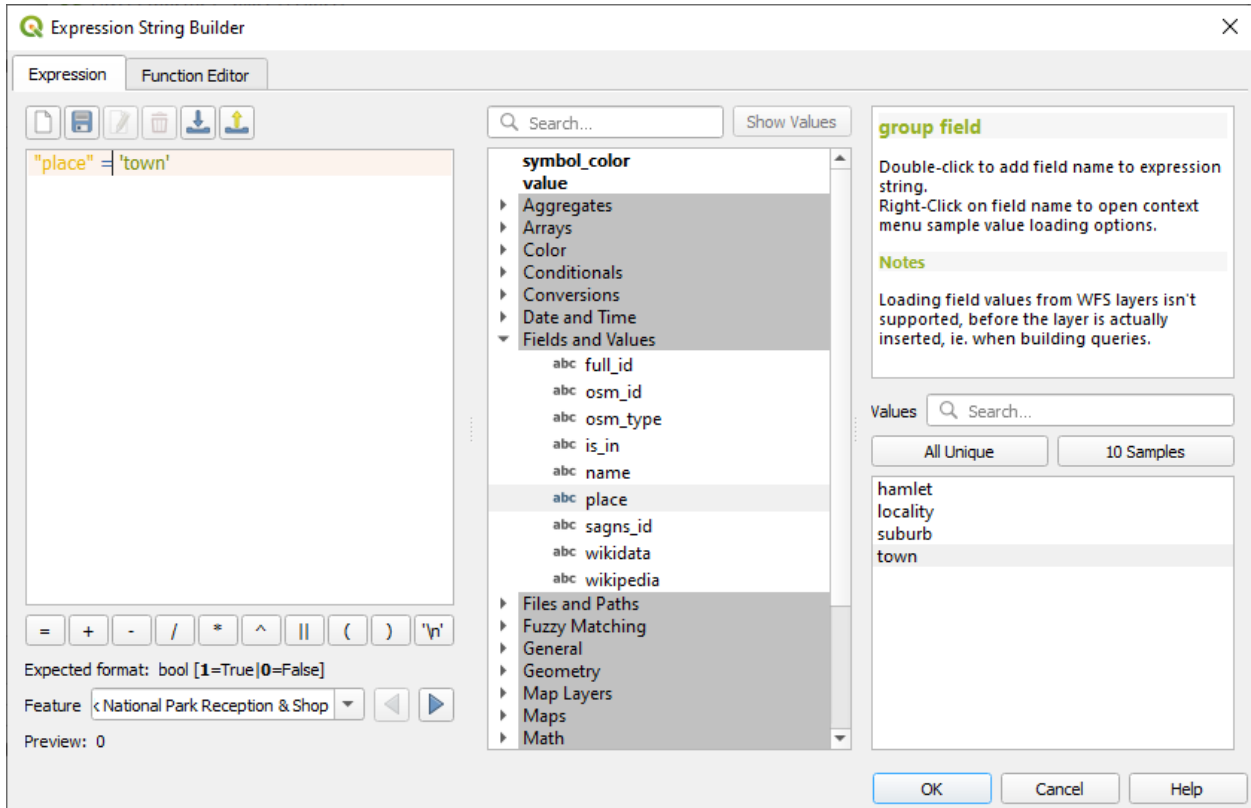 Expression String Builder
Expression
Function Editor
"place" = 'town'
=
+
-
/
*
^
||
(
)
'\n'
Expected format: bool [1=True|0=False]
Feature
National Park Reception & Shop
Preview: 0
Search...
Show Values
symbol_color
value
Aggregates
Arrays
Color
Conditionals
Conversions
Date and Time
Fields and Values
abc full_id
abc osm_id
abc osm_type
abc is_in
abc name
abc place
abc sagns_id
abc wikidata
abc wikipedia
Files and Paths
Fuzzy Matching
General
Geometry
Map Layers
Maps
Math
group field
Double-click to add field name to expression
string.
Right-Click on field name to open context
menu sample value loading options.
Notes
Loading field values from WFS layers isn't
supported, before the layer is actually
inserted, ie. when building queries.
Values
Search...
All Unique
10 Samples
hamlet
locality
suburb
town
OK
Cancel
Help